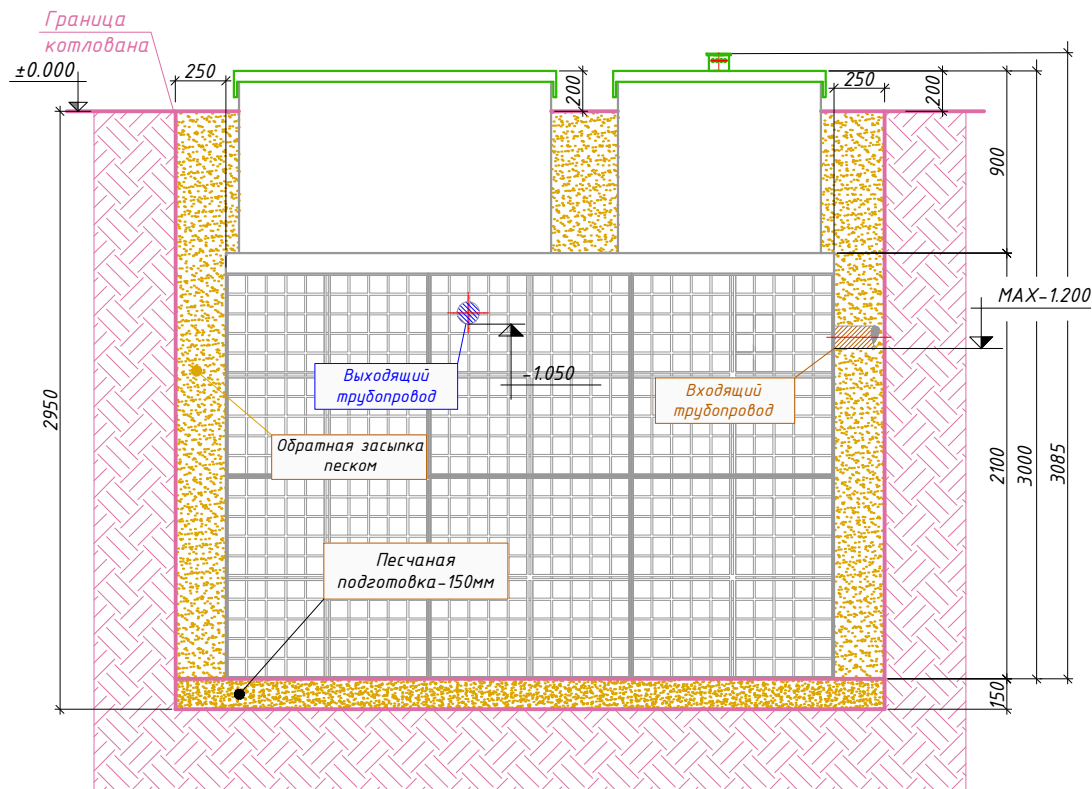 Граница
котлована
±0.000
250
200
250
200
900
MAX-1.200
-1.050
Выходящий
трубопровод
Входящий
трубопровод
2950
Обратная засыпка
песком
2100
3000
3085
Песчаная
подготовка-150мм
150